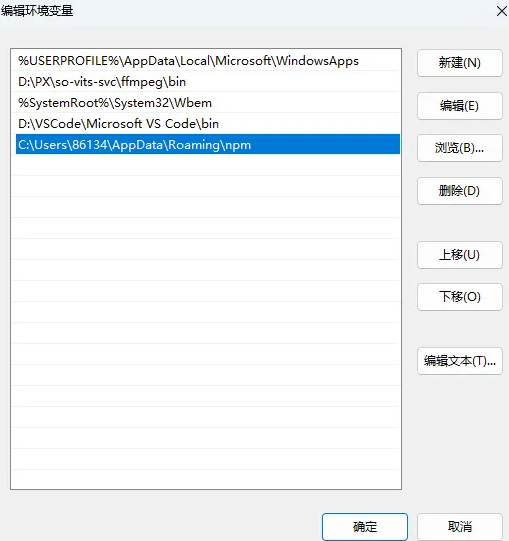 编辑环境变量
%USERPROFILE%\AppData\Local\Microsoft\WindowsApps
D:\PX\so-vits-svc\ffmpeg\bin
%SystemRoot%\System32\Wbem
D:\VSCode\Microsoft VS Code\bin
C:\Users\86134\AppData\Roaming\npm
新建(N)
编辑(E)
浏览(B)...
删除(D)
上移(U)
下移(O)
编辑文本(T)...
确定
取消